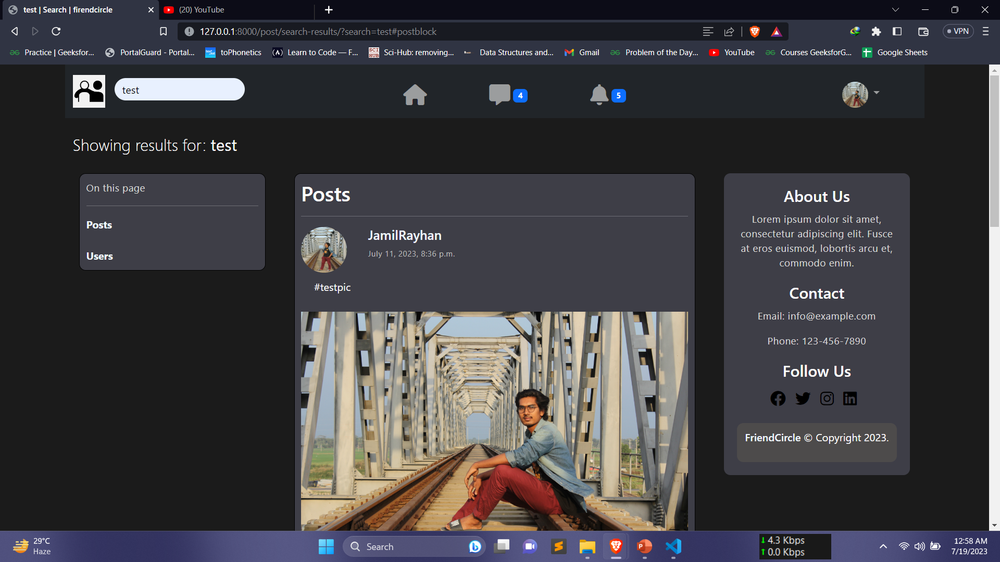 test | Search | firendcircle
(20) YouTube
127.0.0.1:8000/post/search-results/?search=test#postblock
VPN
Practice | Geeksfor...
PortalGuard - Portal...
toPhonetics
Learn to Code — F...
SCI HUB
Sci-Hub: removing...
Data Structures and...
Gmail
Problem of the Day...
YouTube
Courses GeeksforG...
Google Sheets
test
4
5
Showing results for: test
On this page
Posts
Users
Posts
JamilRayhan
July 11, 2023, 8:36 p.m.
#testpic
About Us
Lorem ipsum dolor sit amet,
consectetur adipiscing elit. Fusce
at eros euismod, lobortis arcu et,
commodo enim.
Contact
Email: info@example.com
Phone: 123-456-7890
Follow Us
FriendCircle © Copyright 2023.
29°C
Haze
Search
4.3 Kbps
0.0 Kbps
12:58 AM
7/19/2023